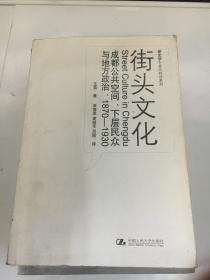 街头文化
Street Culture in Chengdu
成都公共空间、下层民众
与地方政治，1870—1930
王笛 著
中国人民大学出版社